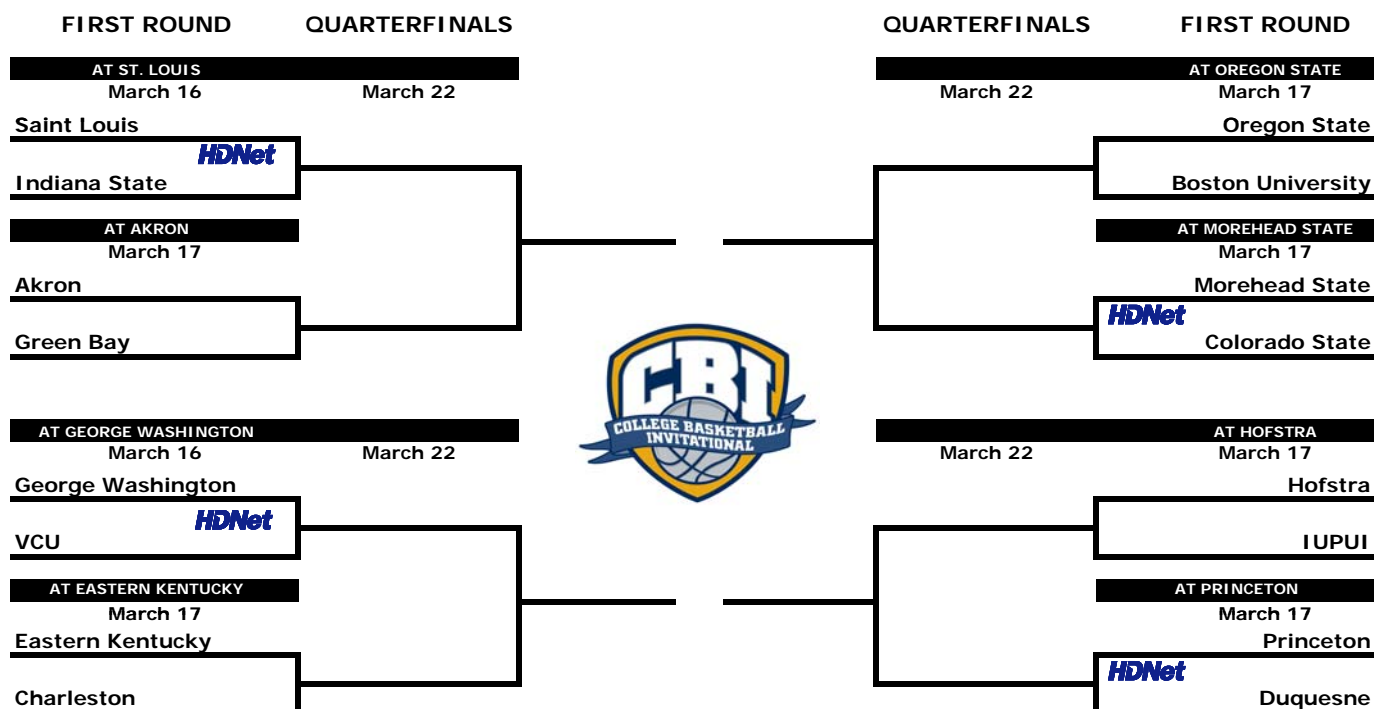 FIRST ROUND QUARTERFINALS QUARTERFINALS FIRST ROUND
AT ST. LOUIS AT OREGON STATE
March 16 March 22 March 22 March 17
Saint Louis Oregon State
HDNet
Indiana State Boston University
AT AKRON AT MOREHEAD STATE
March 17 March 17
Akron Morehead State
HDNet
Green Bay Colorado State
CBI
COLLEGE BASKETBALL
INVITATIONAL
AT GEORGE WASHINGTON AT HOFSTRA
March 16 March 22 March 22 March 17
George Washington Hofstra
HDNet
VCU IUPUI
AT EASTERN KENTUCKY AT PRINCETON
March 17 March 17
Eastern Kentucky Princeton
HDNet
Charleston Duquesne